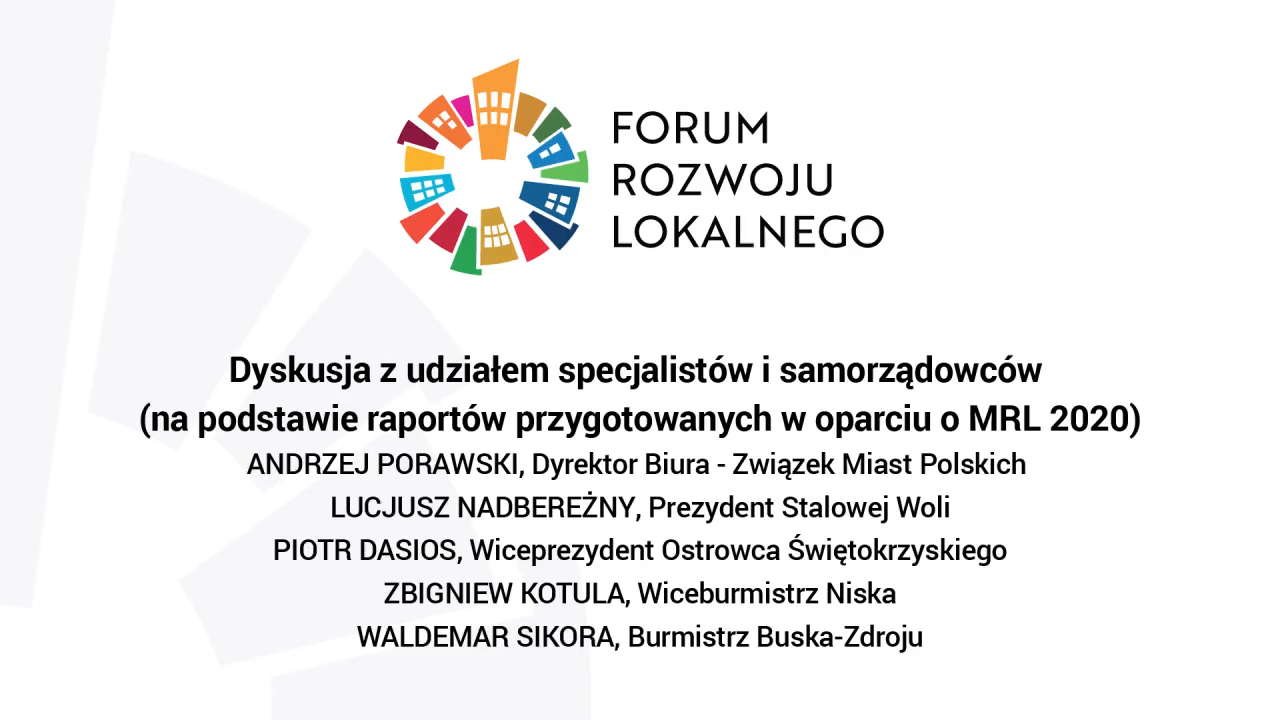 FORUM
ROZWOJU
LOKALNEGO
Dyskusja z udziałem specjalistów i samorządowców
(na podstawie raportów przygotowanych w oparciu o MRL 2020)
ANDRZEJ PORAWSKI, Dyrektor Biura - Związek Miast Polskich
LUCJUSZ NADBEREŻNY, Prezydent Stalowej Woli
PIOTR DASIOS, Wiceprezydent Ostrowca Świętokrzyskiego
ZBIGNIEW KOTULA, Wiceburmistrz Niska
WALDEMAR SIKORA, Burmistrz Buska-Zdroju